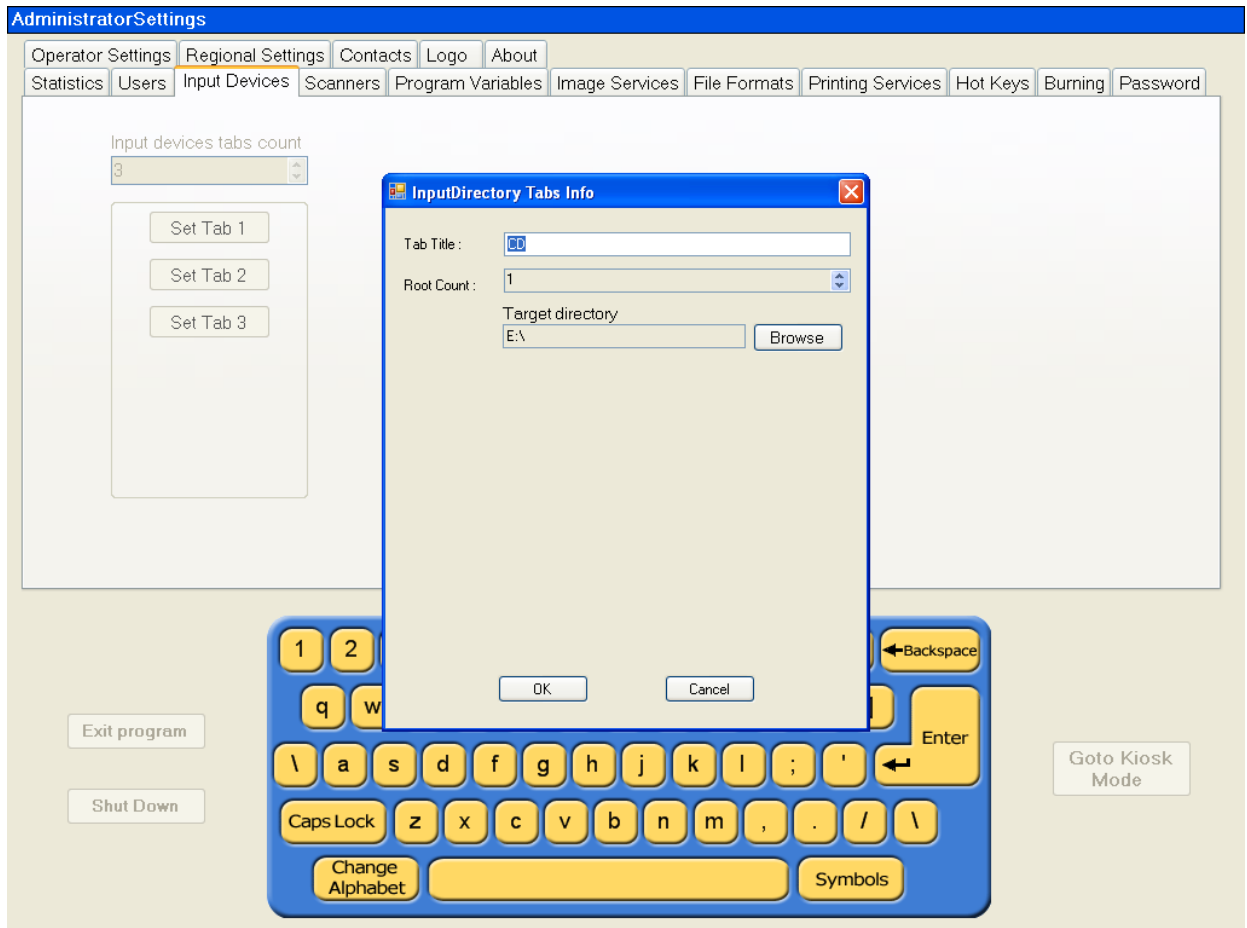 AdministratorSettings
Operator Settings Regional Settings Contacts Logo About
Statistics Users Input Devices Scanners Program Variables Image Services File Formats Printing Services Hot Keys Burning Password
Input devices tabs count
3
Set Tab 1
Set Tab 2
Set Tab 3
InputDirectory Tabs Info
Tab Title :
CD
Root Count :
1
Target directory
E:\
Browse
OK
Cancel
1 2
Backspace
q w
Enter
\ a s d f g h j k l ; '
Caps Lock z x c v b n m , . / \
Change
Alphabet
Symbols
Exit program
Shut Down
Goto Kiosk
Mode